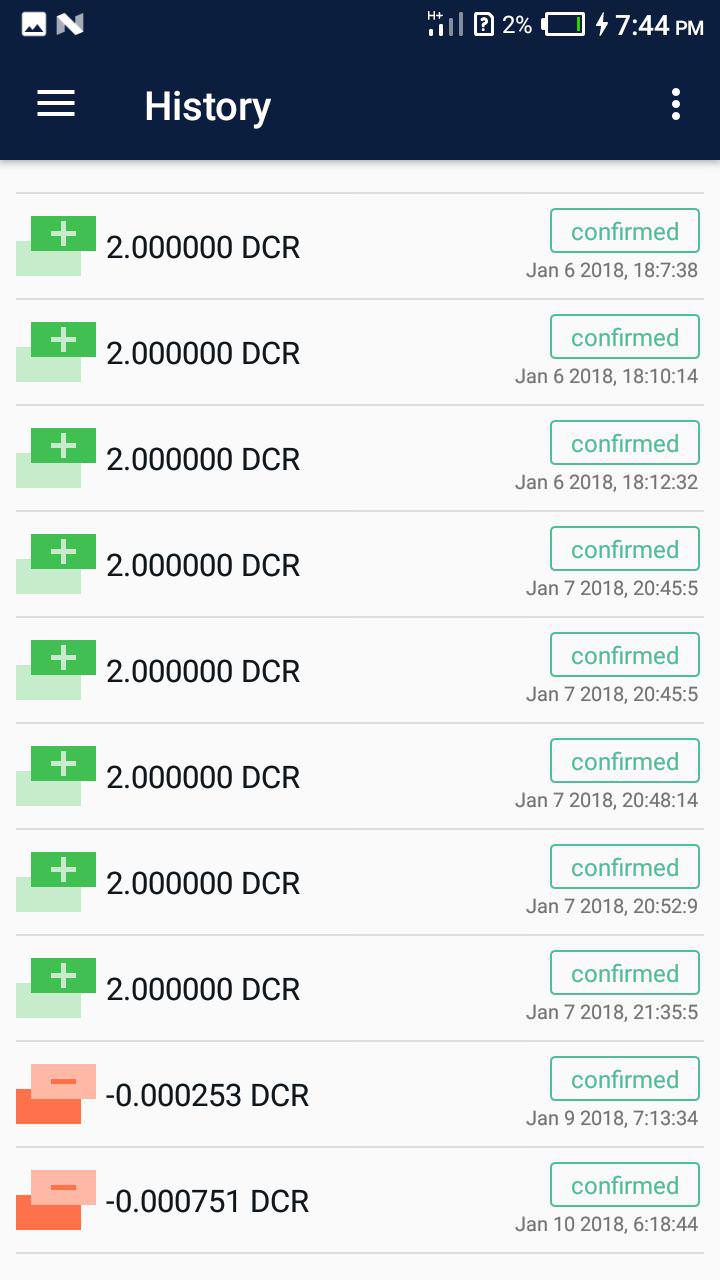 H+ 2% 7:44 PM
History
confirmed
2.000000 DCR
Jan 6 2018, 18:7:38
confirmed
2.000000 DCR
Jan 6 2018, 18:10:14
confirmed
2.000000 DCR
Jan 6 2018, 18:12:32
confirmed
2.000000 DCR
Jan 7 2018, 20:45:5
confirmed
2.000000 DCR
Jan 7 2018, 20:45:5
confirmed
2.000000 DCR
Jan 7 2018, 20:48:14
confirmed
2.000000 DCR
Jan 7 2018, 20:52:9
confirmed
2.000000 DCR
Jan 7 2018, 21:35:5
confirmed
-0.000253 DCR
Jan 9 2018, 7:13:34
confirmed
-0.000751 DCR
Jan 10 2018, 6:18:44